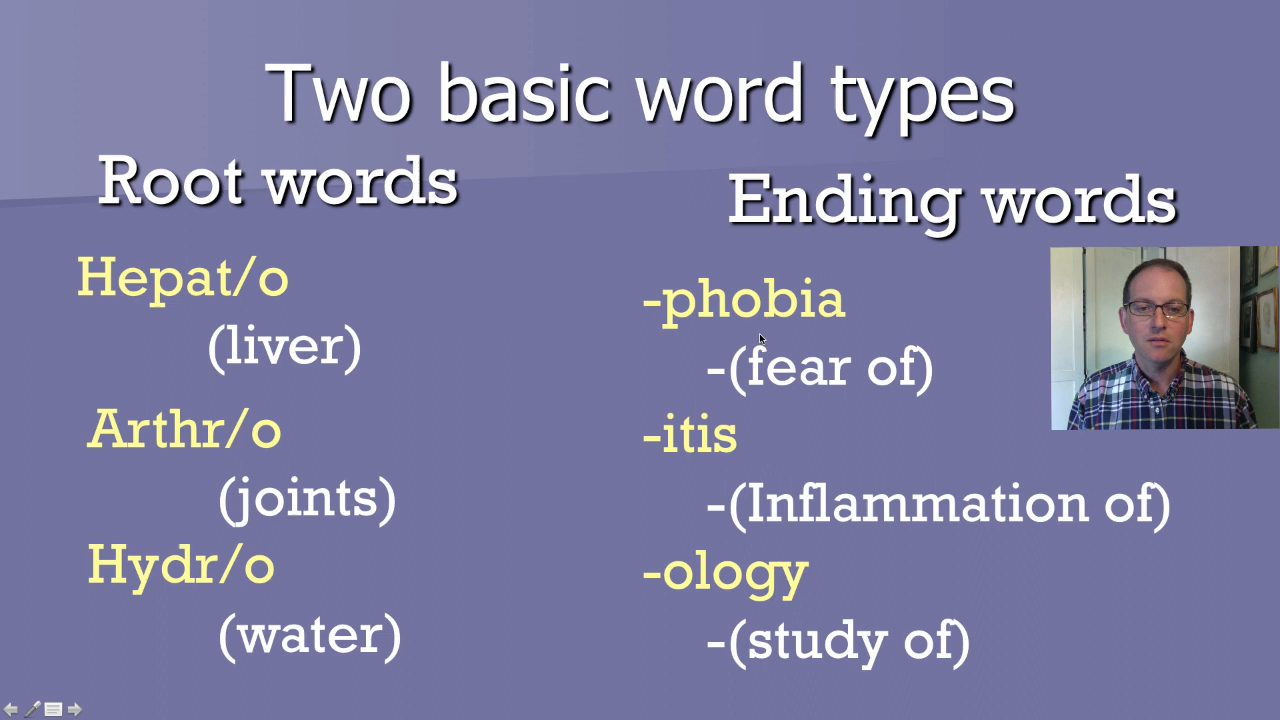 Two basic word types
Root words
Hepat/o
(liver)
Arthr/o
(joints)
Hydr/o
(water)
Ending words
-phobia
-(fear of)
-itis
-(Inflammation of)
-ology
-(study of)